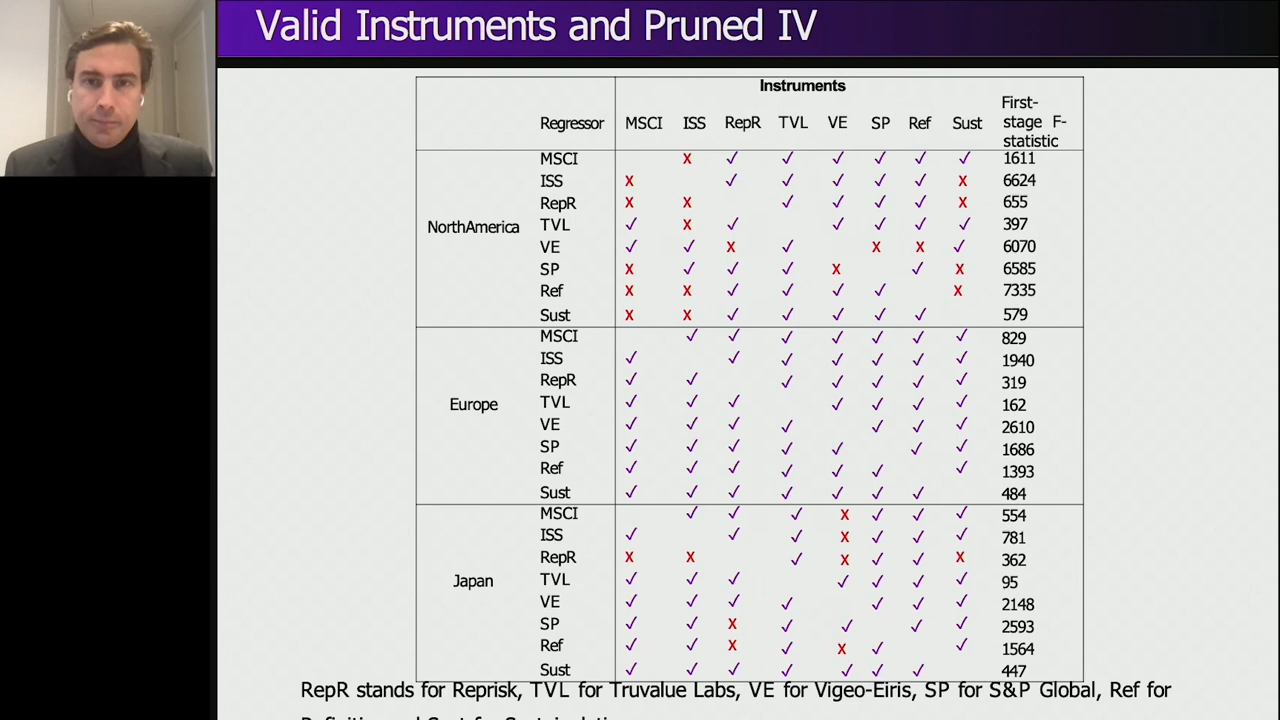 Valid Instruments and Pruned IV
Instruments
Regressor MSCI ISS RepR TVL VE SP Ref Sust First-stage F-statistic
NorthAmerica
MSCI X ✓ ✓ ✓ ✓ ✓ ✓ 1611
ISS X ✓ ✓ ✓ ✓ ✓ X 6624
RepR X X ✓ ✓ ✓ ✓ X 655
TVL ✓ X ✓ ✓ ✓ ✓ ✓ 397
VE ✓ ✓ X ✓ X X ✓ 6070
SP X ✓ ✓ ✓ X ✓ X 6585
Ref X X ✓ ✓ ✓ ✓ X 7335
Sust X X ✓ ✓ ✓ ✓ ✓ 579
Europe
MSCI ✓ ✓ ✓ ✓ ✓ ✓ ✓ 829
ISS ✓ ✓ ✓ ✓ ✓ ✓ ✓ 1940
RepR ✓ ✓ ✓ ✓ ✓ ✓ ✓ 319
TVL ✓ ✓ ✓ ✓ ✓ ✓ ✓ 162
VE ✓ ✓ ✓ ✓ ✓ ✓ ✓ 2610
SP ✓ ✓ ✓ ✓ ✓ ✓ ✓ 1686
Ref ✓ ✓ ✓ ✓ ✓ ✓ ✓ 1393
Sust ✓ ✓ ✓ ✓ ✓ ✓ ✓ 484
Japan
MSCI ✓ ✓ ✓ X ✓ ✓ ✓ 554
ISS ✓ ✓ ✓ X ✓ ✓ ✓ 781
RepR X X ✓ X ✓ ✓ X 362
TVL ✓ ✓ ✓ ✓ ✓ ✓ ✓ 95
VE ✓ ✓ ✓ ✓ ✓ ✓ ✓ 2148
SP ✓ ✓ X ✓ ✓ ✓ ✓ 2593
Ref ✓ ✓ X ✓ X ✓ ✓ 1564
Sust ✓ ✓ ✓ ✓ ✓ ✓ ✓ 447
RepR stands for Reprisk, TVL for Truvalue Labs, VE for Vigeo-Eiris, SP for S&P Global, Ref for